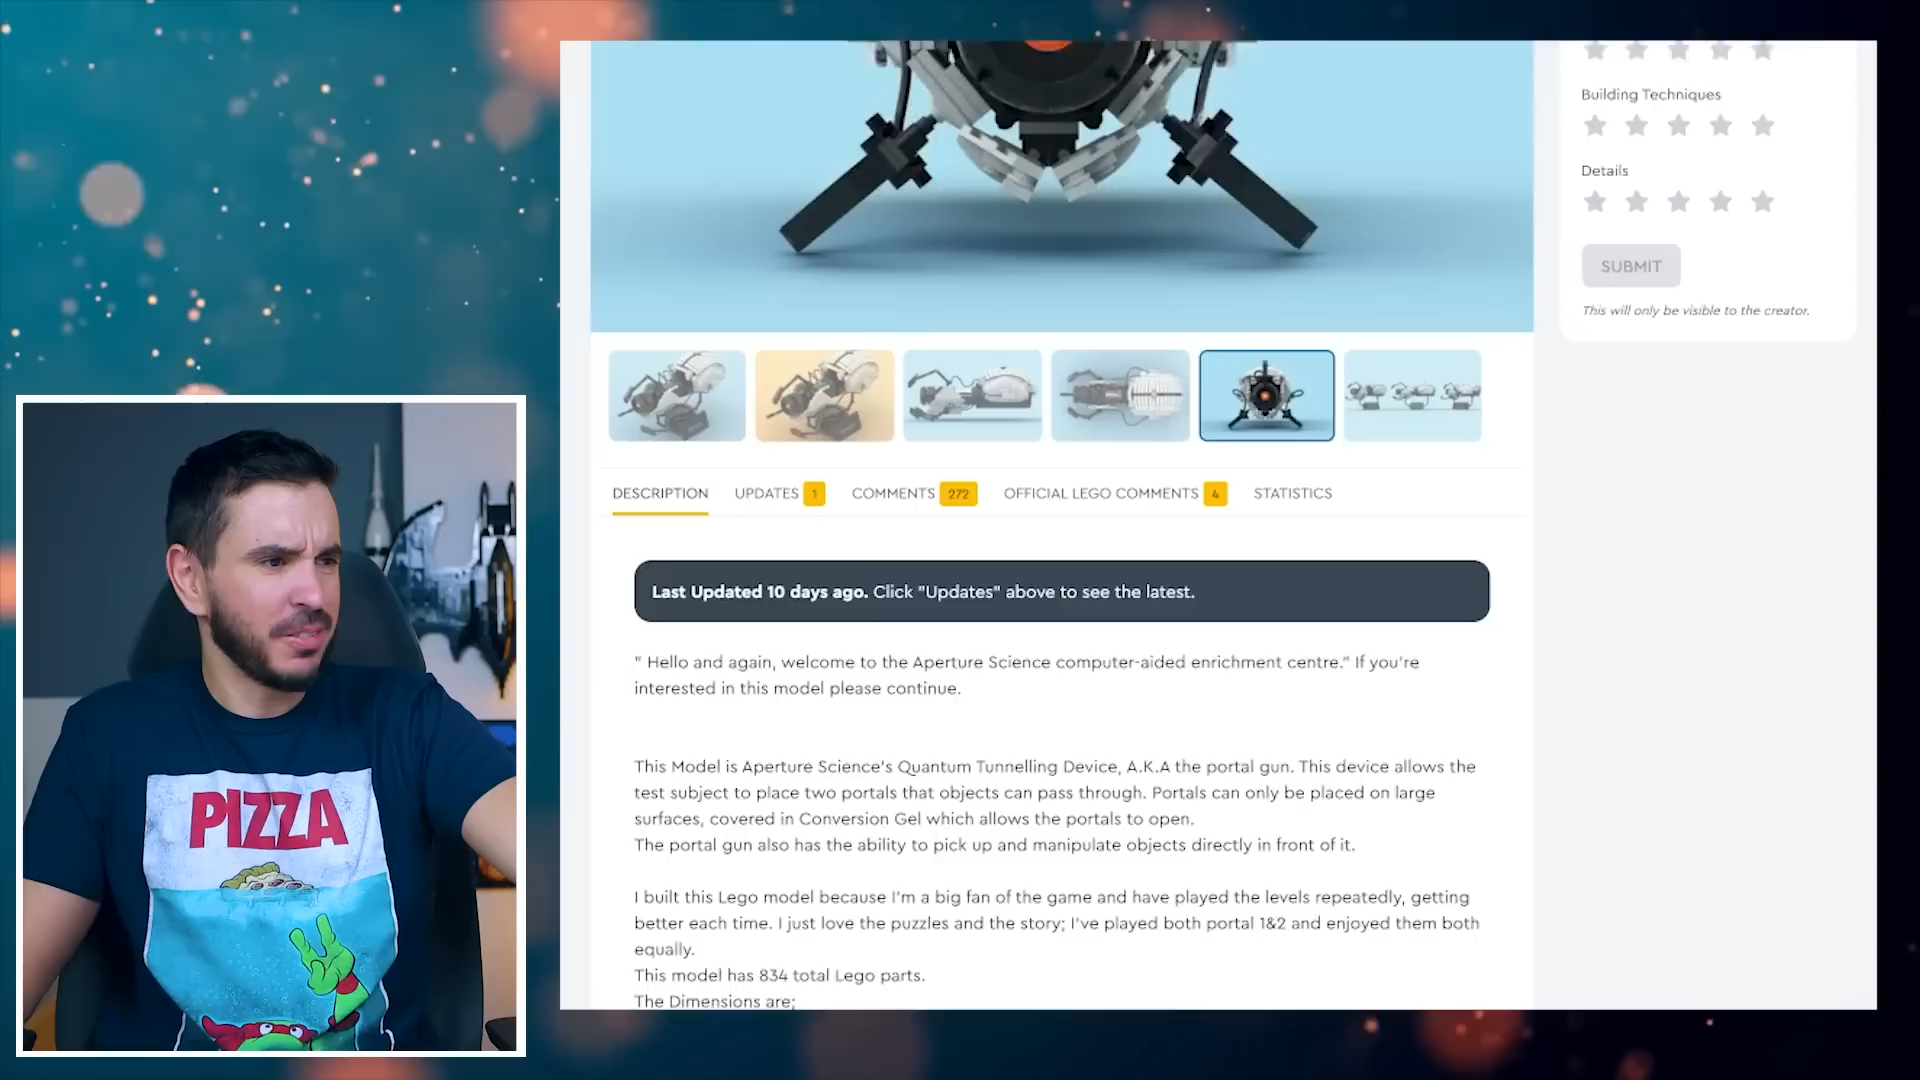 Building Techniques
Details
SUBMIT
This will only be visible to the creator.
DESCRIPTION
UPDATES 1
COMMENTS 272
OFFICIAL LEGO COMMENTS 4
STATISTICS
Last Updated 10 days ago. Click "Updates" above to see the latest.
" Hello and again, welcome to the Aperture Science computer-aided enrichment centre." If you're
interested in this model please continue.
This Model is Aperture Science's Quantum Tunnelling Device, A.K.A the portal gun. This device allows the
test subject to place two portals that objects can pass through. Portals can only be placed on large
surfaces, covered in Conversion Gel which allows the portals to open.
The portal gun also has the ability to pick up and manipulate objects directly in front of it.
I built this Lego model because I'm a big fan of the game and have played the levels repeatedly, getting
better each time. I just love the puzzles and the story; I've played both portal 1&2 and enjoyed them both
equally.
This model has 834 total Lego parts.
The Dimensions are;
PIZZA